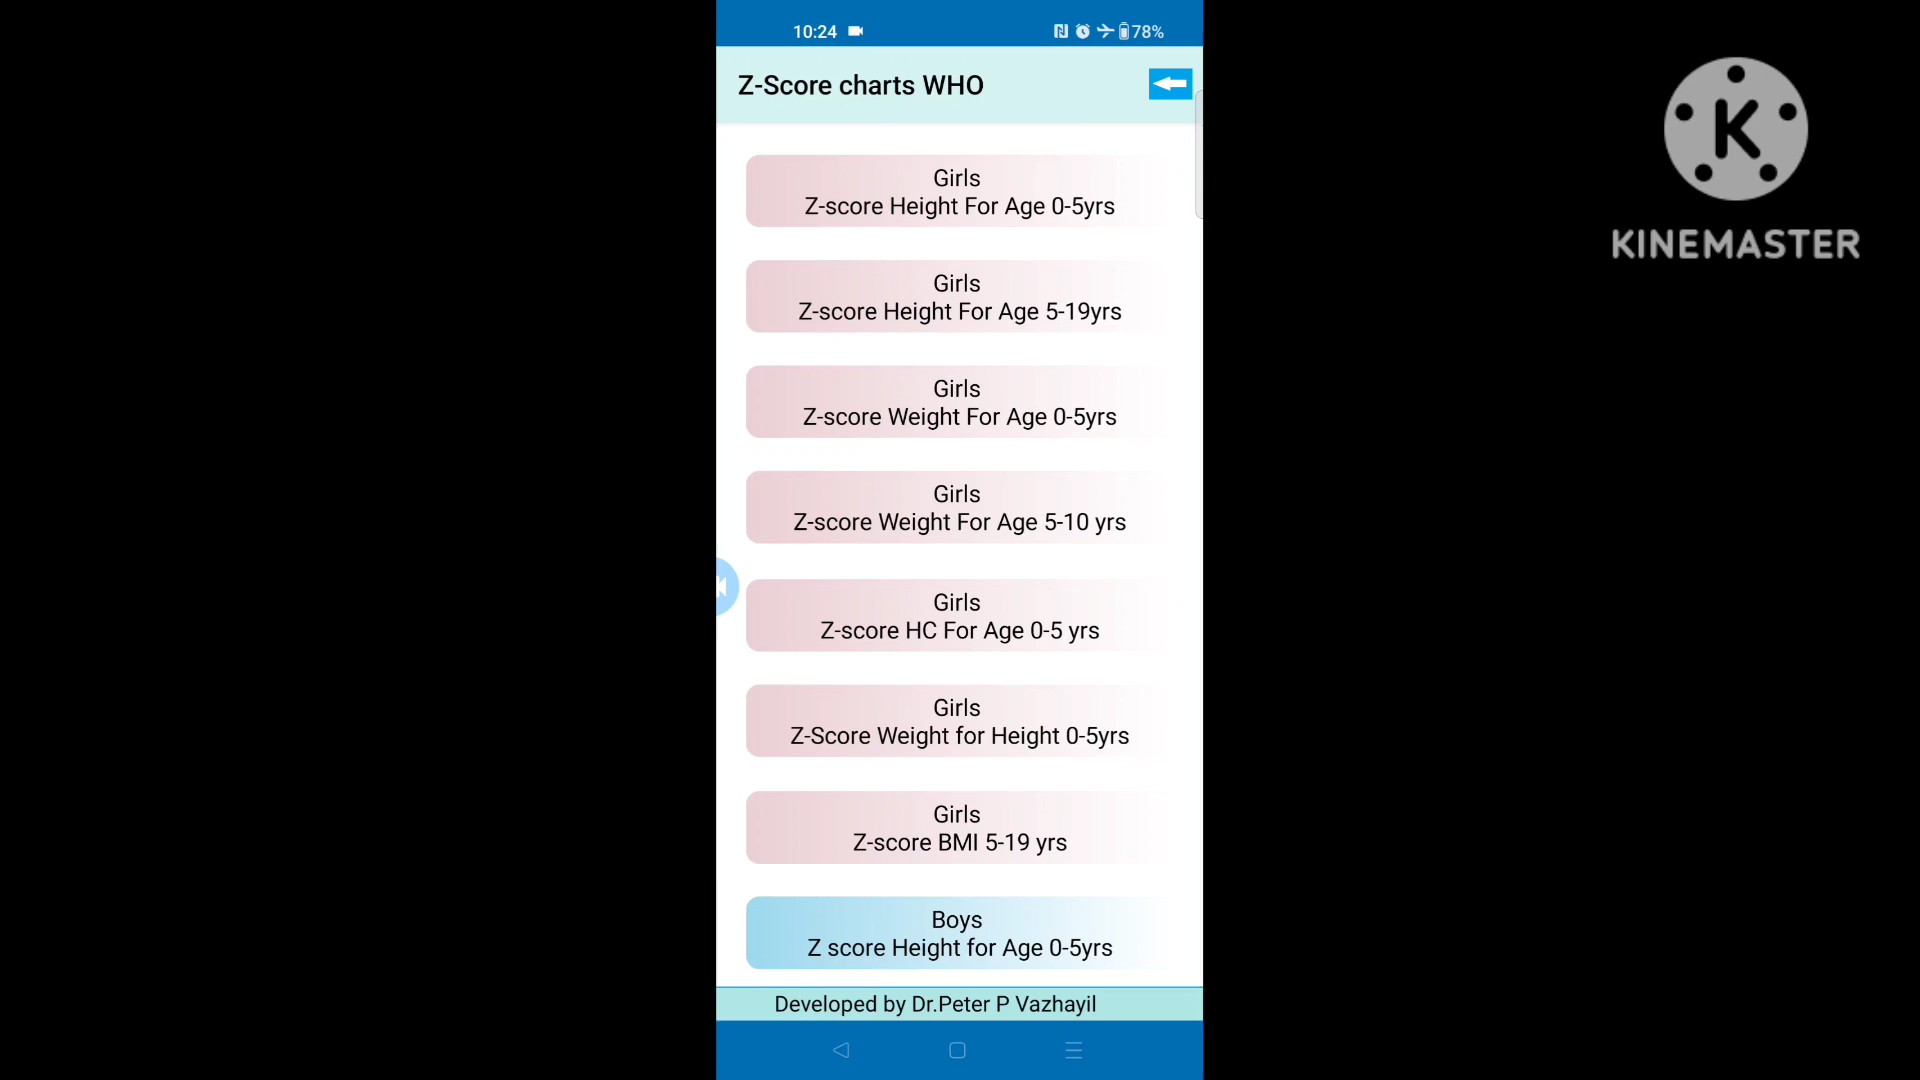 10:24
78%
Z-Score charts WHO
Girls
Z-score Height For Age 0-5yrs
Girls
Z-score Height For Age 5-19yrs
Girls
Z-score Weight For Age 0-5yrs
Girls
Z-score Weight For Age 5-10 yrs
Girls
Z-score HC For Age 0-5 yrs
Girls
Z-Score Weight for Height 0-5yrs
Girls
Z-score BMI 5-19 yrs
Boys
Z score Height for Age 0-5yrs
Developed by Dr.Peter P Vazhayil
K
KINEMASTER